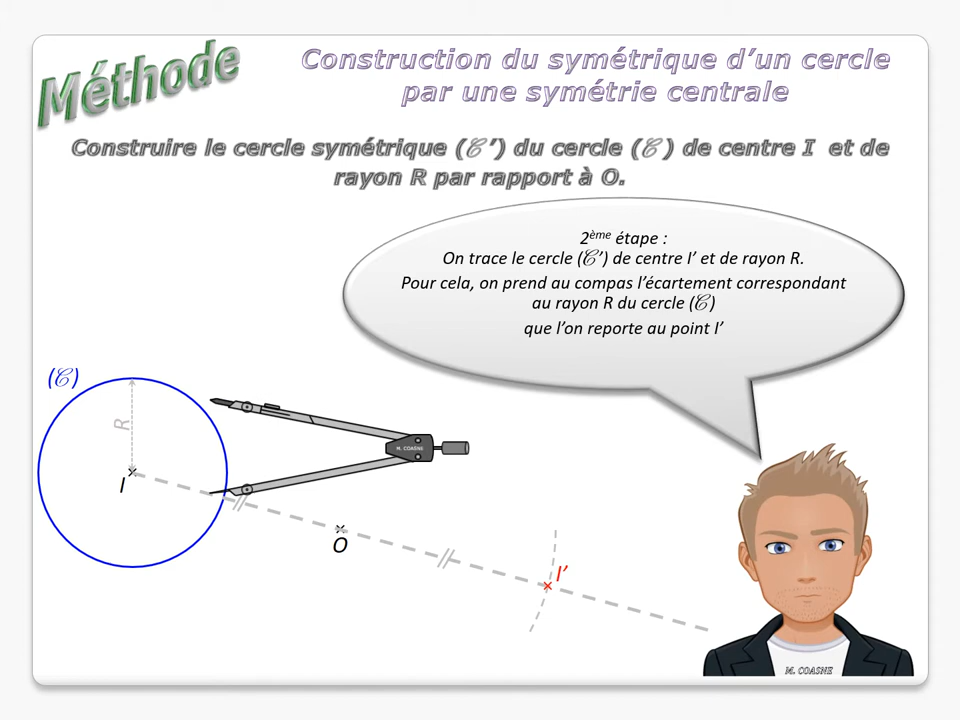 Méthode
Construction du symétrique d’un cercle
par une symétrie centrale
Construire le cercle symétrique (𝒞’) du cercle (𝒞) de centre I et de
rayon R par rapport à O.
2ème étape :
On trace le cercle (𝒞’) de centre I’ et de rayon R.
Pour cela, on prend au compas l’écartement correspondant
au rayon R du cercle (𝒞)
que l’on reporte au point I’
(𝒞)
R
M. COASNE
I
O
I’
M. COASNE